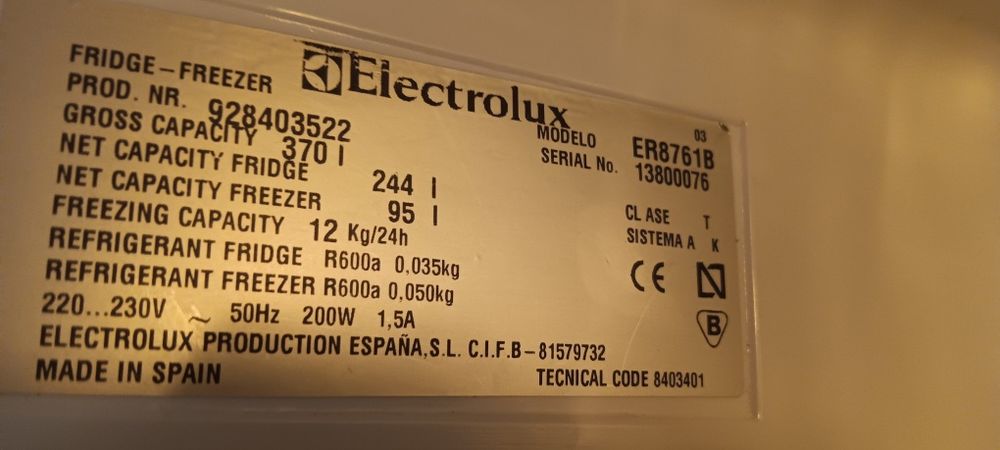 Electrolux
FRIDGE-FREEZER
PROD. NR. 928403522
GROSS CAPACITY 370 l
NET CAPACITY FRIDGE 244 l
NET CAPACITY FREEZER 95 l
FREEZING CAPACITY 12 Kg/24h
REFRIGERANT FRIDGE R600a 0,035kg
REFRIGERANT FREEZER R600a 0,050kg
220...230V ~ 50Hz 200W 1,5A
ELECTROLUX PRODUCTION ESPAÑA,S.L. C.I.F.B-81579732
MADE IN SPAIN
03
MODELO ER8761B
SERIAL No. 13800076
CL ASE T
SISTEMA A K
CE N
B
TECNICAL CODE 8403401